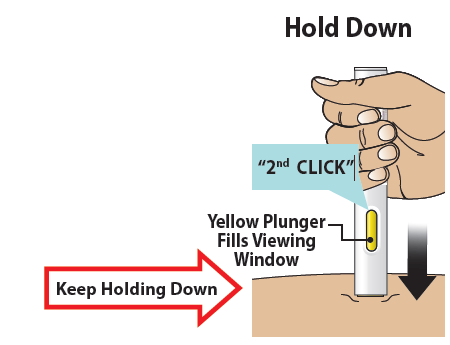 Hold Down
“2nd CLICK”
Yellow Plunger
Fills Viewing
Window
Keep Holding Down